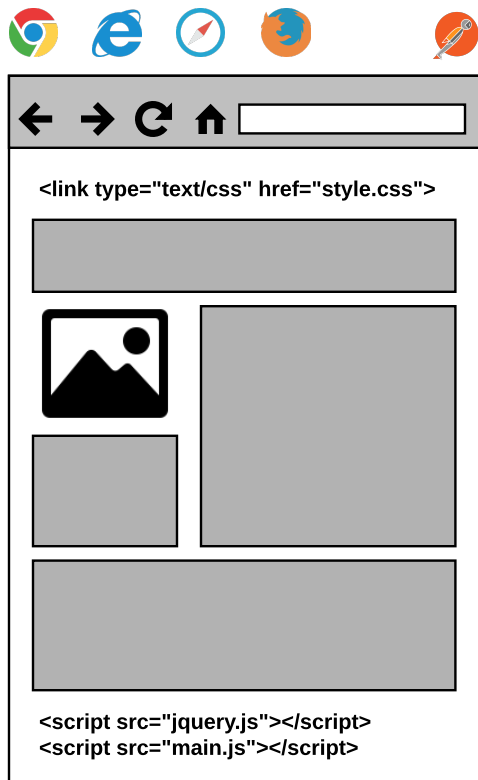 <link type="text/css" href="style.css">
<script src="jquery.js"></script>
<script src="main.js"></script>